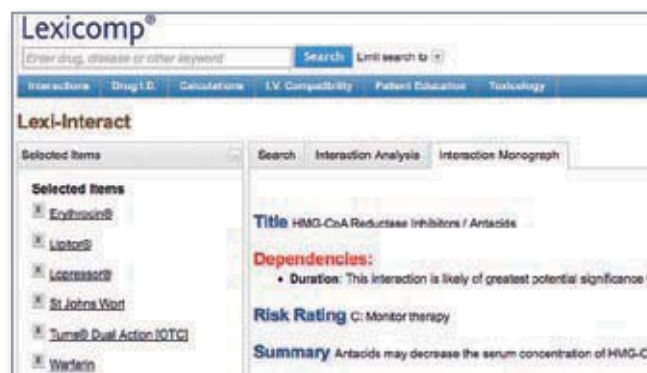 Lexicomp®
Enter drug, disease or other keyword Search Limit search to
Interactions Drug I.D. Calculations I.V. Compatibility Patient Education Toxicology
Lexi-Interact
Selected Items
Search Interaction Analysis Interaction Monograph
Selected Items
Erythrocin®
Lipitor®
Lopressor®
St Johns Wort
Tums® Dual Action [OTC]
Warfarin
Title HMG-CoA Reductase Inhibitors / Antacids
Dependencies:
• Duration: This interaction is likely of greatest potential significance
Risk Rating C: Monitor therapy
Summary Antacids may decrease the serum concentration of HMG-C